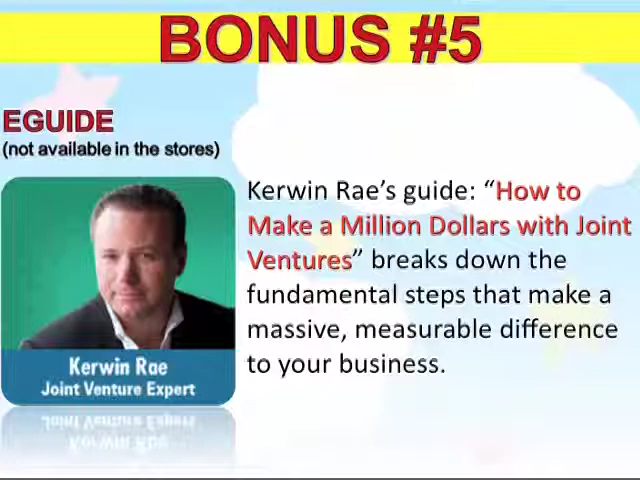 BONUS #5
EGUIDE
(not available in the stores)
Kerwin Rae’s guide: “How to
Make a Million Dollars with Joint
Ventures” breaks down the
fundamental steps that make a
massive, measurable difference
to your business.
Kerwin Rae
Joint Venture Expert